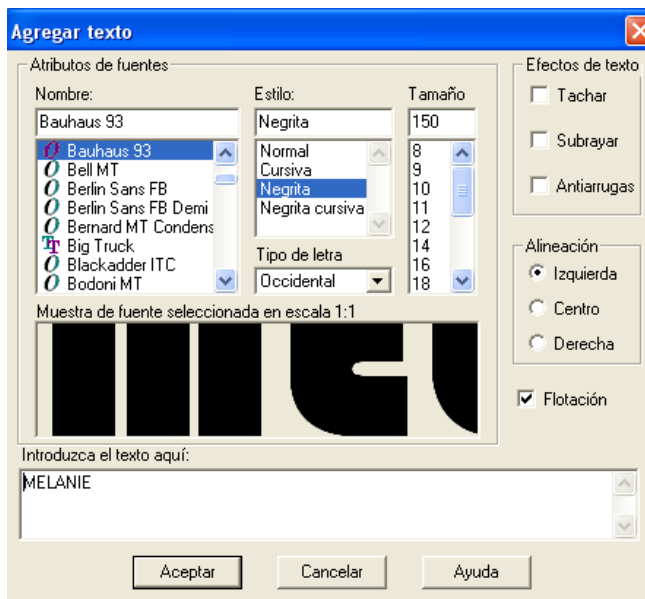 Agregar texto
Atributos de fuentes
Nombre:
Bauhaus 93
Bauhaus 93
Bell MT
Berlin Sans FB
Berlin Sans FB Demi
Bernard MT Condens
Big Truck
Blackadder ITC
Bodoni MT
Estilo:
Negrita
Normal
Cursiva
Negrita
Negrita cursiva
Tipo de letra
Occidental
Tamaño
150
8
9
10
11
12
14
16
18
Efectos de texto
Tachar
Subrayar
Antiarrugas
Alineación
Izquierda
Centro
Derecha
Flotación
Muestra de fuente seleccionada en escala 1:1
Introduzca el texto aquí:
MELANIE
Aceptar
Cancelar
Ayuda